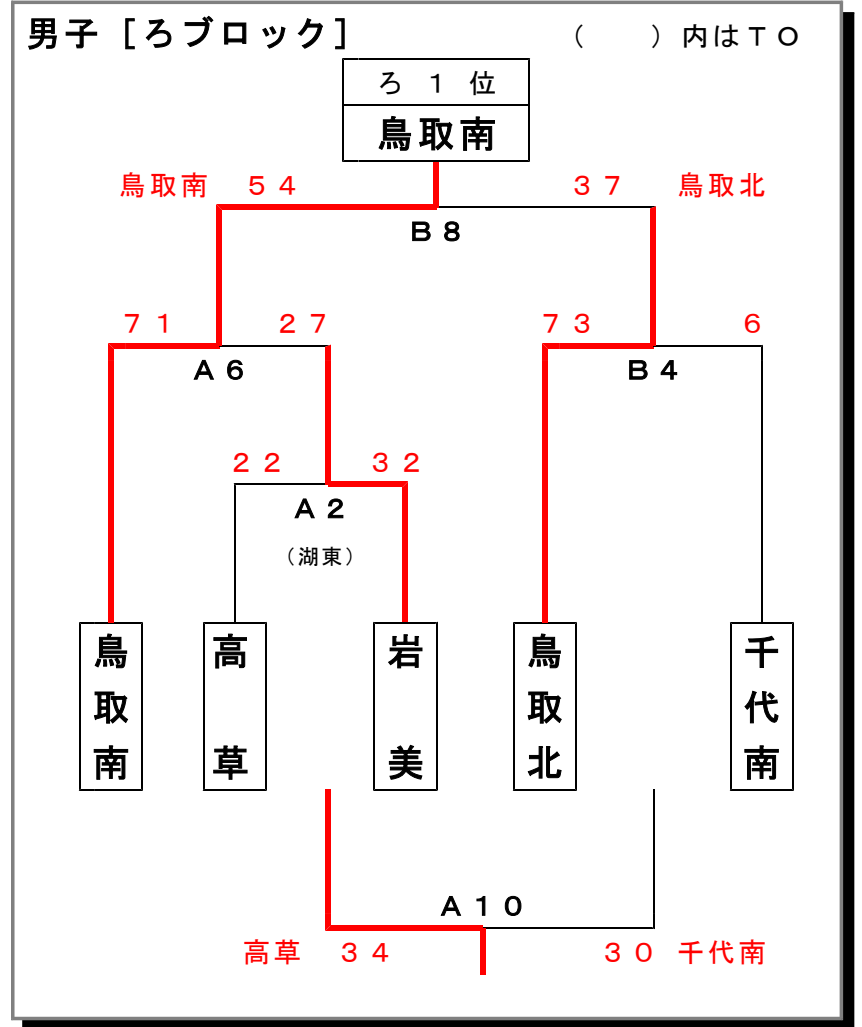 男子［ろブロック］
（　　）内はＴＯ
ろ １ 位
鳥取南
鳥取南 ５４ ３７ 鳥取北
Ｂ８
７１ ２７ ７３ ６
Ａ６ Ｂ４
２２ ３２
Ａ２
（湖東）
鳥取南
高草
岩美
鳥取北
千代南
Ａ１０
高草 ３４ ３０ 千代南